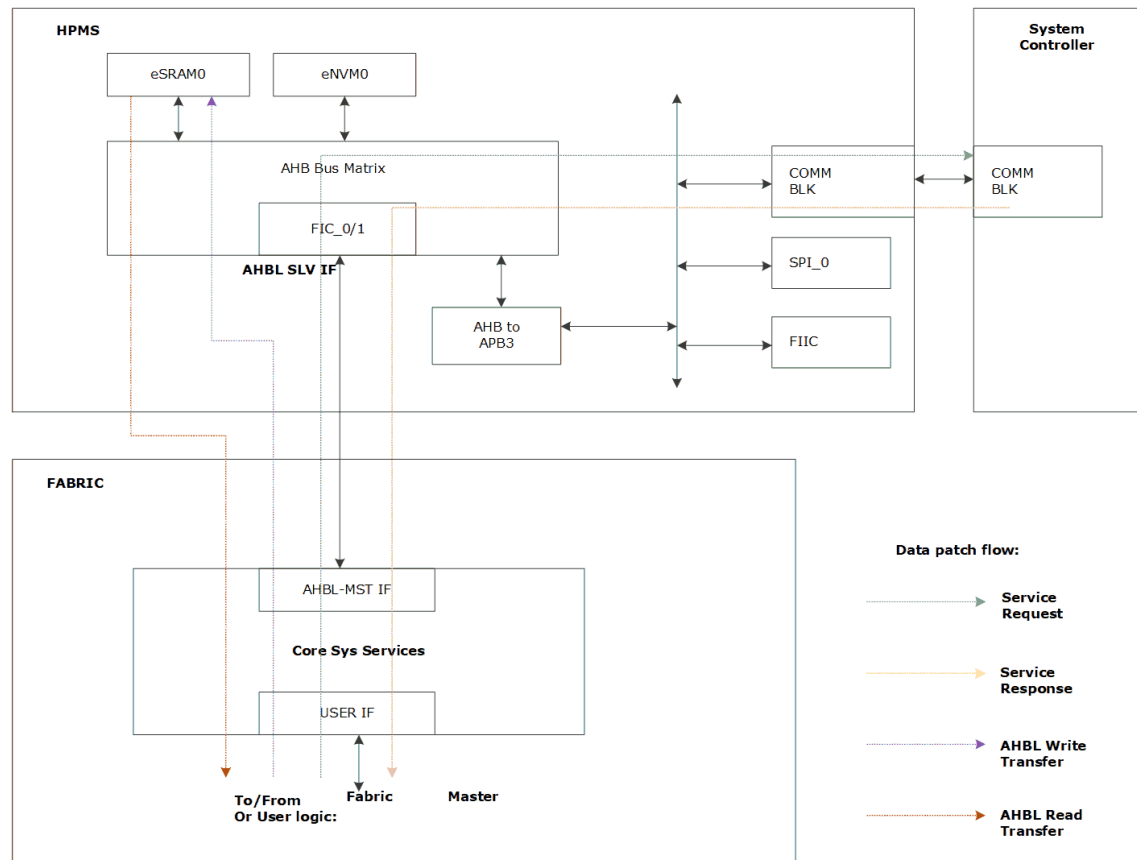 HPMS
System
Controller
eSRAM0
eNVM0
AHB Bus Matrix
COMM
BLK
COMM
BLK
FIC_0/1
AHBL SLV IF
SPI_0
AHB to
APB3
FIIC
FABRIC
Data patch flow:
AHBL-MST IF
Service
Request
Core Sys Services
Service
Response
USER IF
AHBL Write
Transfer
To/From Fabric Master
Or User logic:
AHBL Read
Transfer